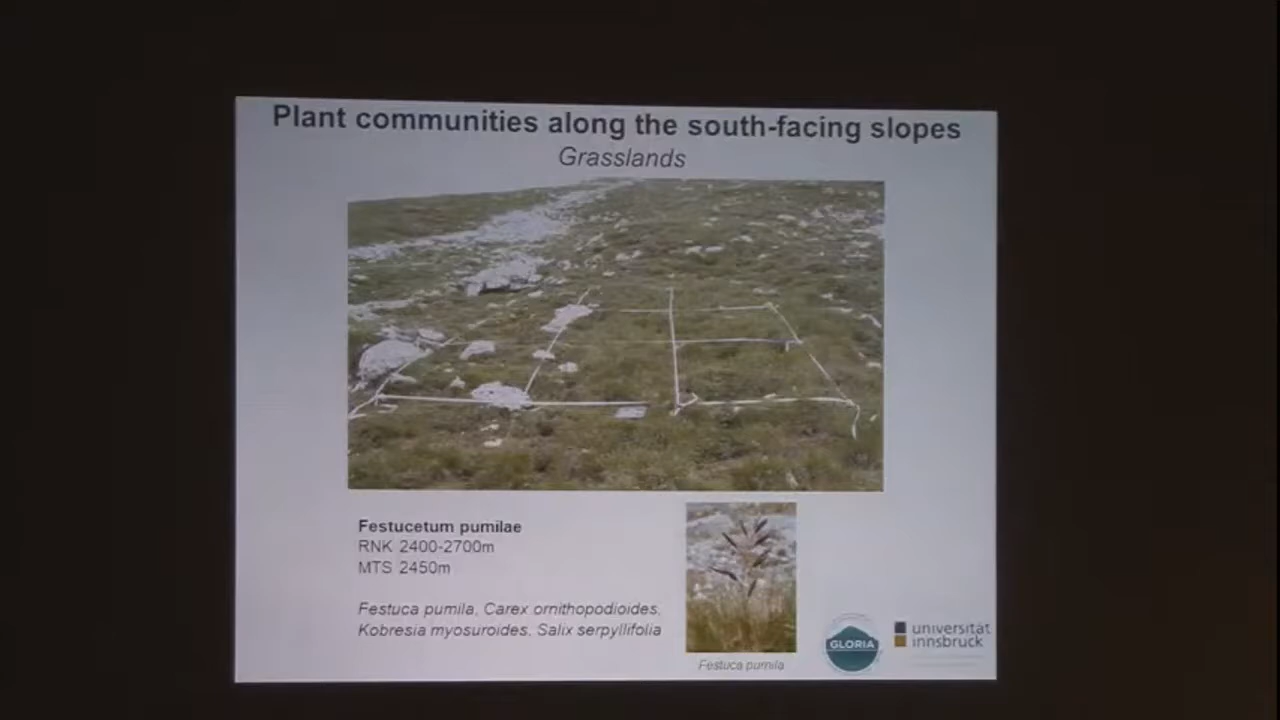 Plant communities along the south-facing slopes
Grasslands
Festucetum pumilae
RNK 2400-2700m
MTS 2450m
Festuca pumila, Carex ornithopodioides,
Kobresia myosuroides, Salix serpyllifolia
Festuca pumila
GLORIA
universität
innsbruck